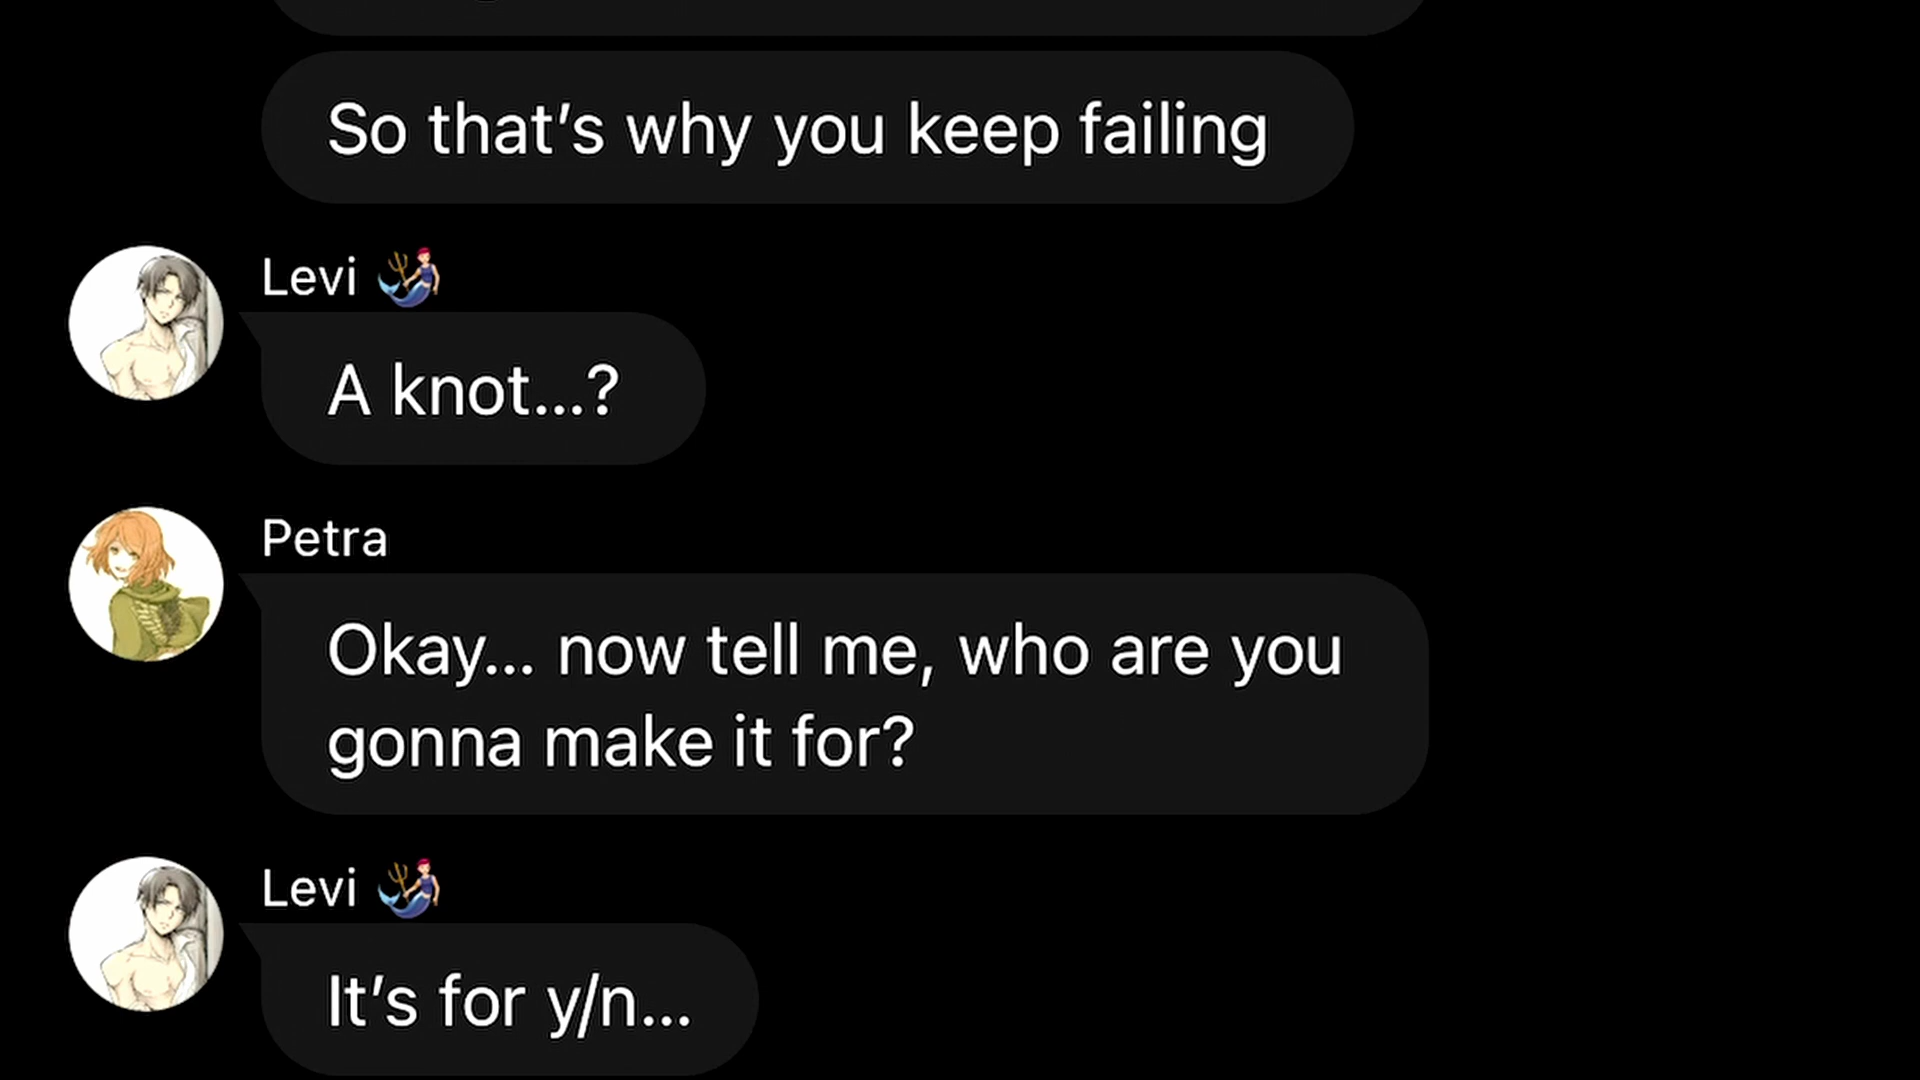 So that’s why you keep failing
Levi 🧜🏻‍♂️
A knot...?
Petra
Okay... now tell me, who are you
gonna make it for?
Levi 🧜🏻‍♂️
It’s for y/n...